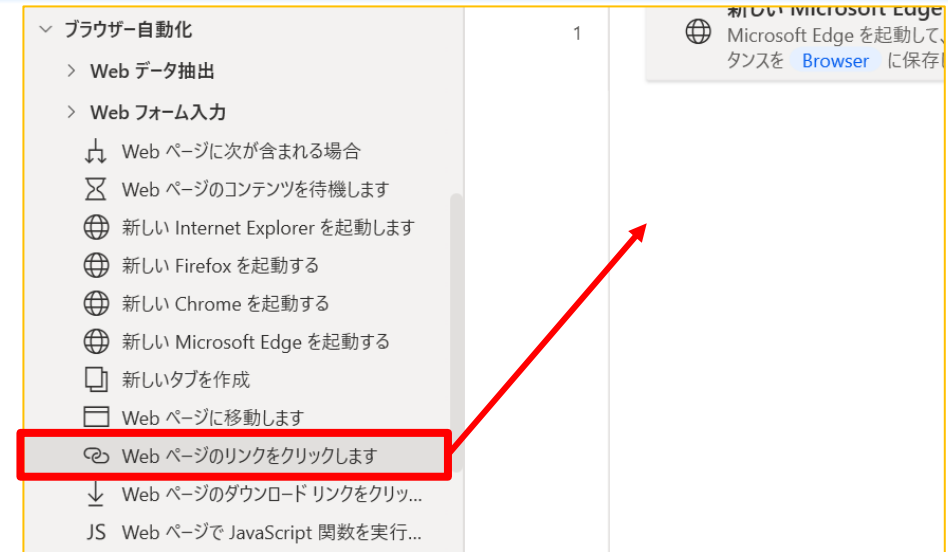 ブラウザー自動化
Web データ抽出
Web フォーム入力
Web ページに次が含まれる場合
Web ページのコンテンツを待機します
新しい Internet Explorer を起動します
新しい Firefox を起動する
新しい Chrome を起動する
新しい Microsoft Edge を起動する
新しいタブを作成
Web ページに移動します
Web ページのリンクをクリックします
Web ページのダウンロード リンクをクリッ...
JS Web ページで JavaScript 関数を実行...
1
新しい Microsoft Edge
Microsoft Edge を起動して、
タンスを Browser に保存し